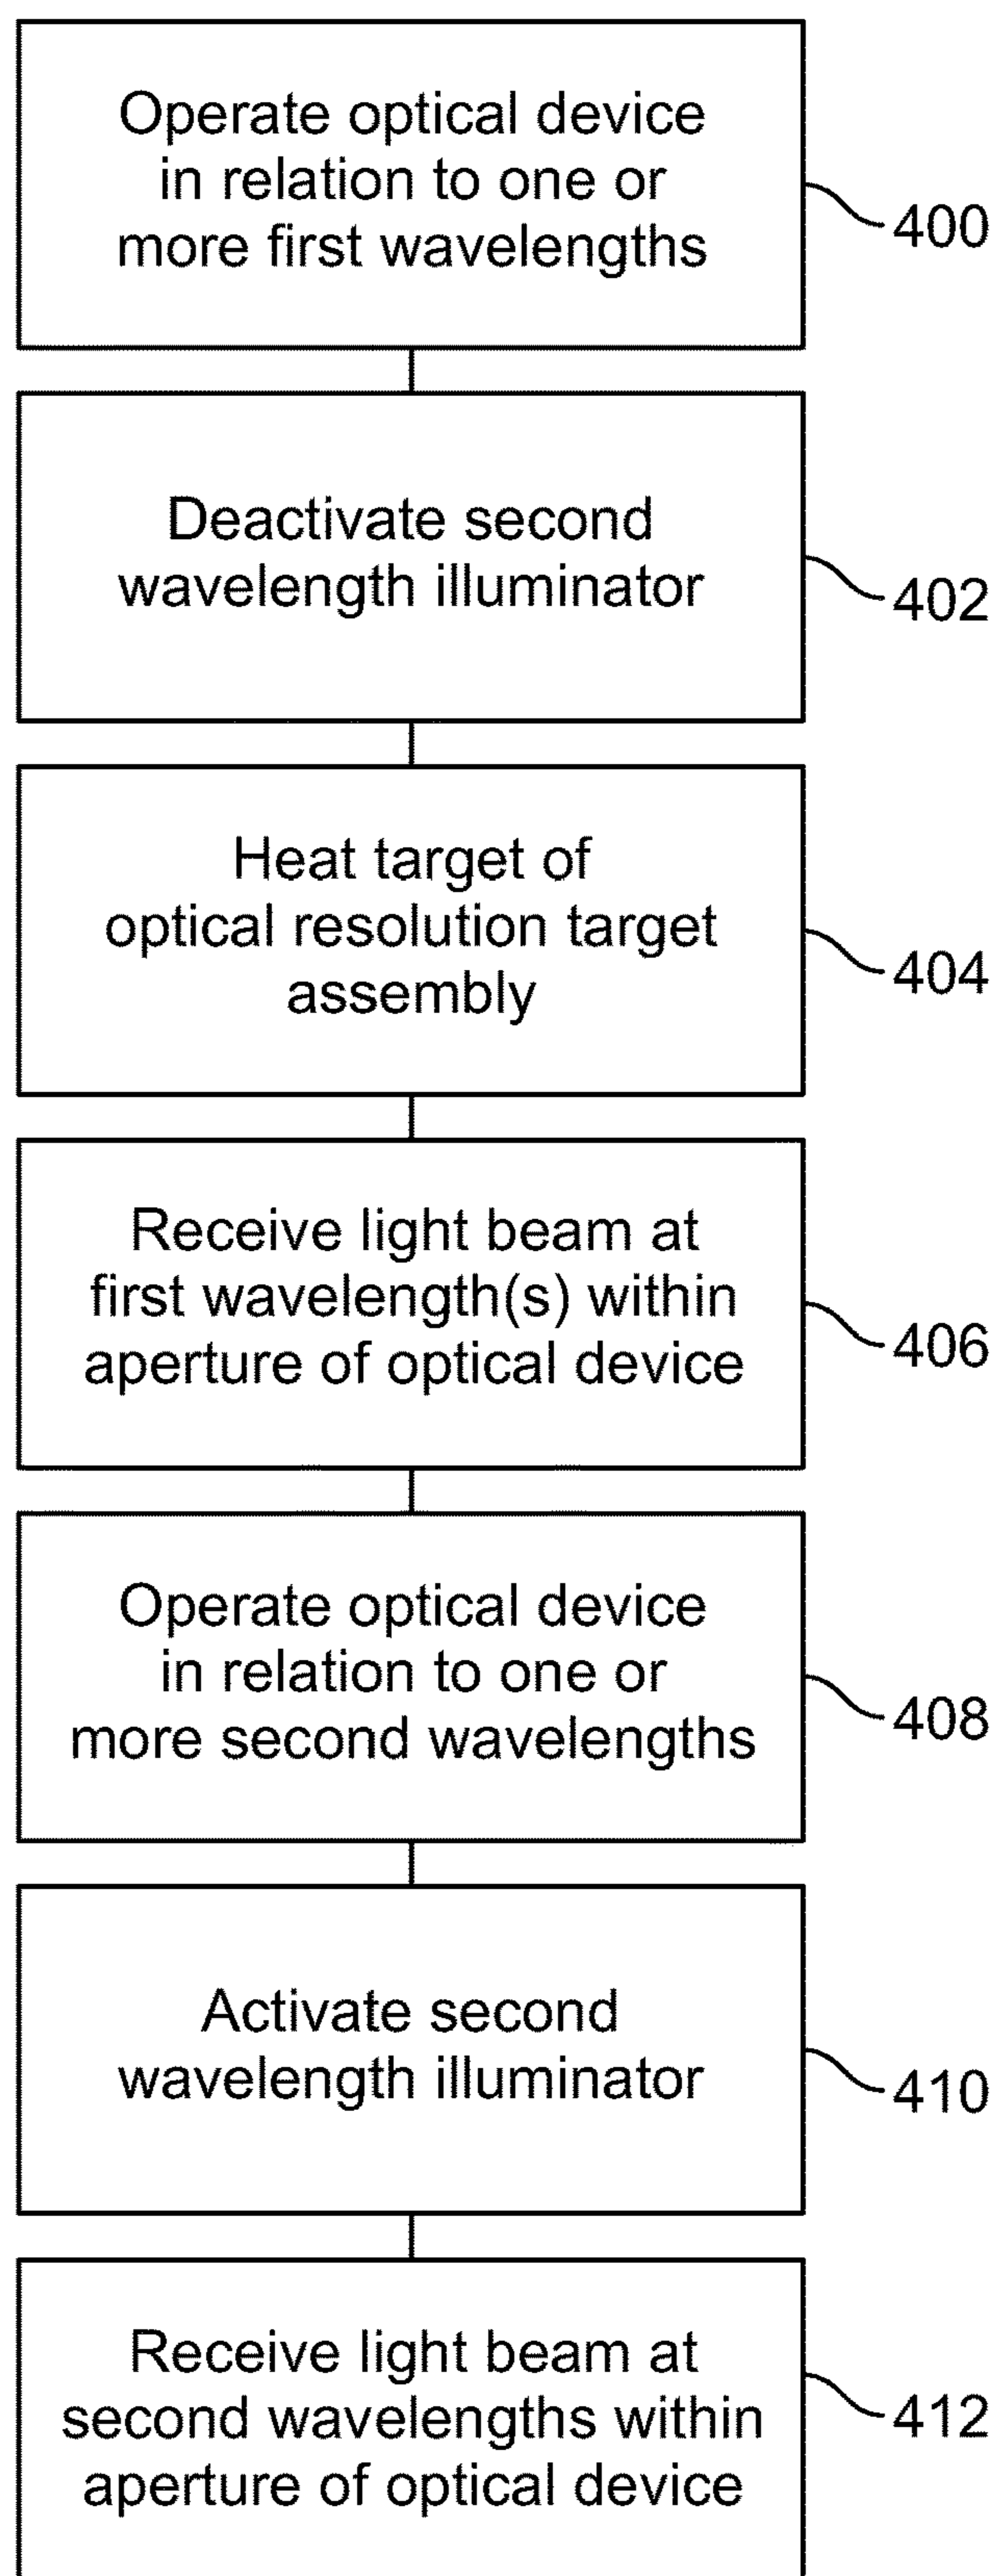 Operate optical device
in relation to one or
more first wavelengths
400
Deactivate second
wavelength illuminator
402
Heat target of
optical resolution target
assembly
404
Receive light beam at
first wavelength(s) within
aperture of optical device
406
Operate optical device
in relation to one or
more second wavelengths
408
Activate second
wavelength illuminator
410
Receive light beam at
second wavelengths within
aperture of optical device
412